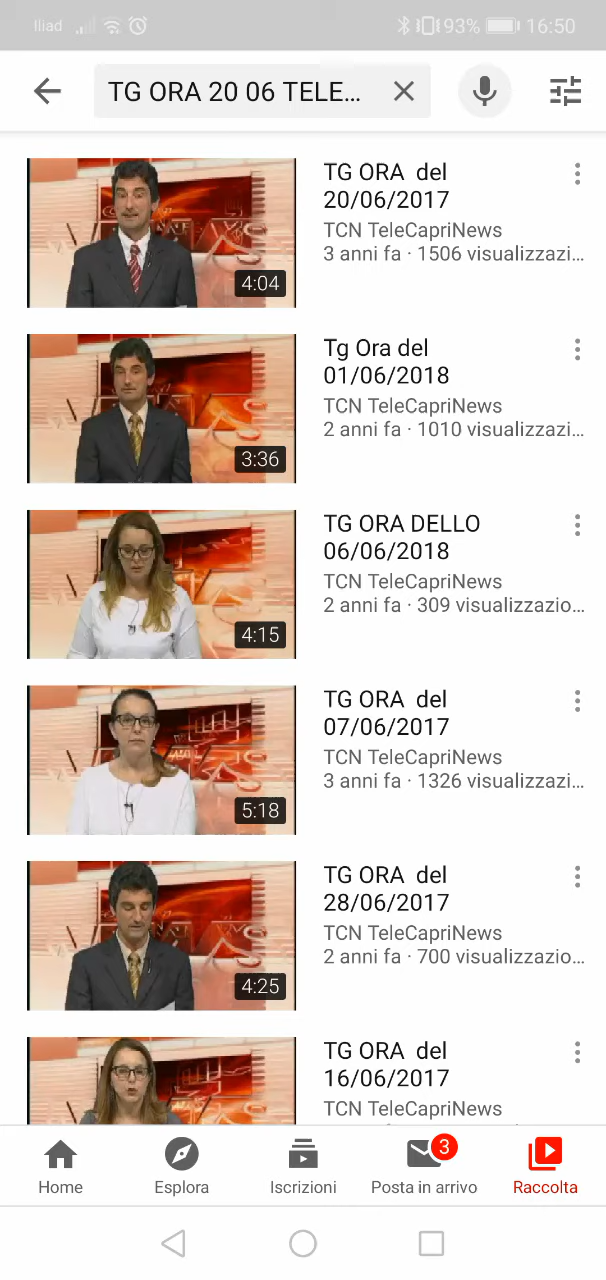 Iliad 93% 16:50
TG ORA 20 06 TELE...
TG ORA del
20/06/2017
TCN TeleCapriNews
3 anni fa · 1506 visualizzazi...
4:04
Tg Ora del
01/06/2018
TCN TeleCapriNews
2 anni fa · 1010 visualizzazi...
3:36
TG ORA DELLO
06/06/2018
TCN TeleCapriNews
2 anni fa · 309 visualizzazio...
4:15
TG ORA del
07/06/2017
TCN TeleCapriNews
3 anni fa · 1326 visualizzazi...
5:18
TG ORA del
28/06/2017
TCN TeleCapriNews
2 anni fa · 700 visualizzazio...
4:25
TG ORA del
16/06/2017
TCN TeleCapriNews
3
Home Esplora Iscrizioni Posta in arrivo Raccolta